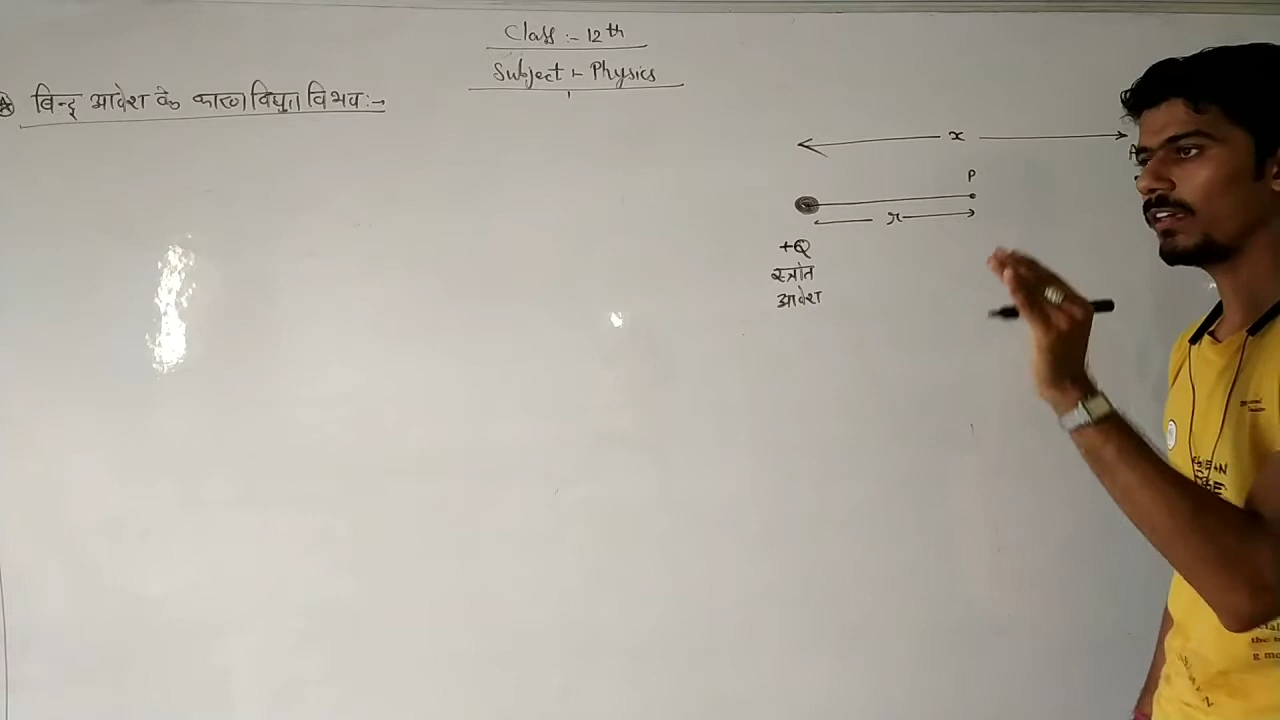 Class :- 12th
Subject :- Physics
बिन्दु आवेश के कारण विद्युत विभव :-
x
A
P
r
+Q
स्त्रोत
आवेश